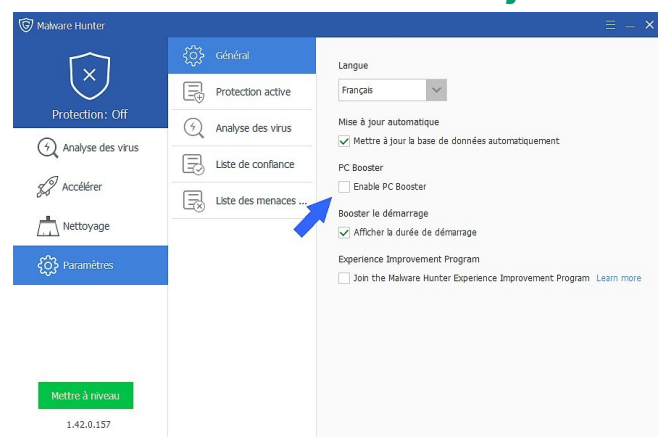 Malware Hunter
Protection: Off
Analyse des virus
Accélérer
Nettoyage
Paramètres
Mettre à niveau
1.42.0.157
Général
Protection active
Analyse des virus
Liste de confiance
Liste des menaces ...
Langue
Français
Mise à jour automatique
Mettre à jour la base de données automatiquement
PC Booster
Enable PC Booster
Booster le démarrage
Afficher la durée de démarrage
Experience Improvement Program
Join the Malware Hunter Experience Improvement Program Learn more